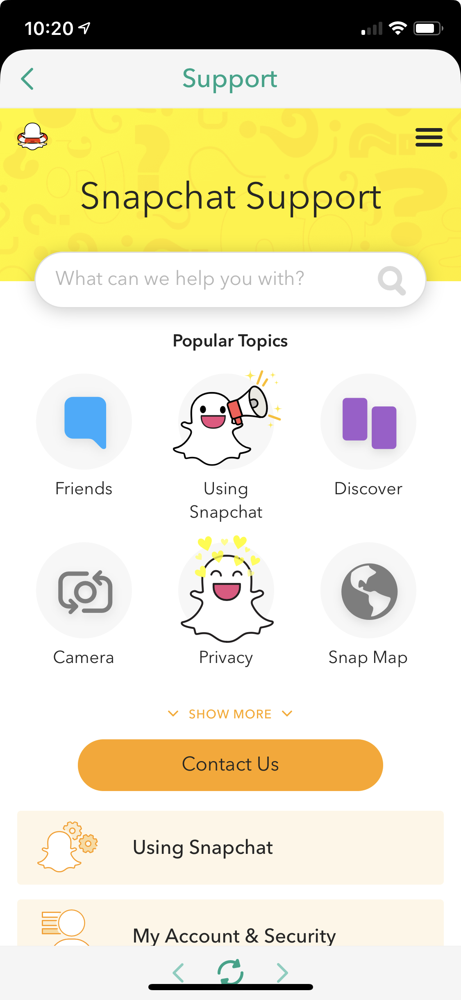 10:20
Support
Snapchat Support
What can we help you with?
Popular Topics
Friends
Using
Snapchat
Discover
Camera
Privacy
Snap Map
SHOW MORE
Contact Us
Using Snapchat
My Account & Security